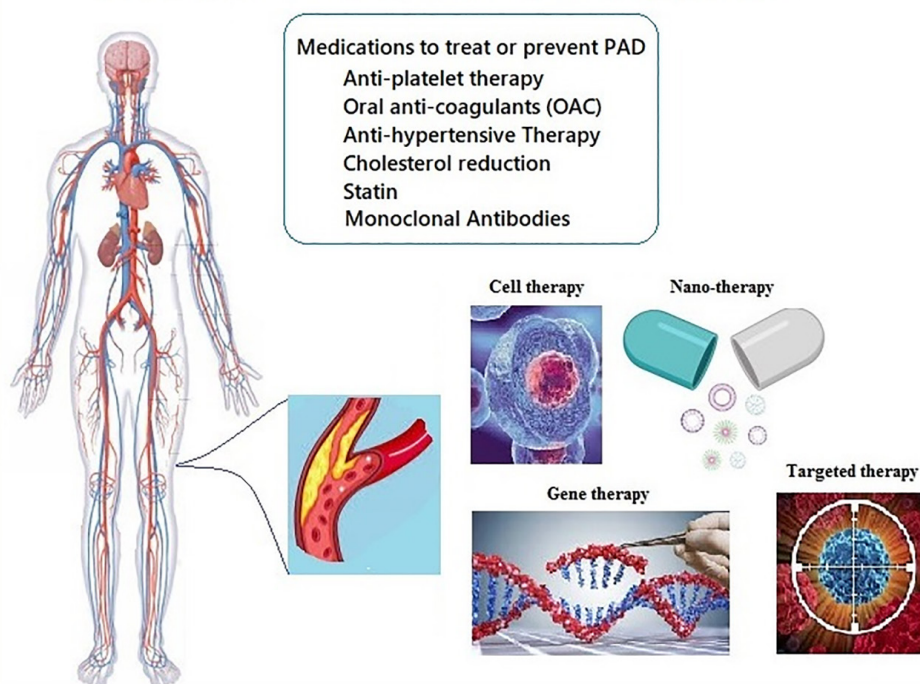 Medications to treat or prevent PAD
Anti-platelet therapy
Oral anti-coagulants (OAC)
Anti-hypertensive Therapy
Cholesterol reduction
Statin
Monoclonal Antibodies
Cell therapy
Nano-therapy
Gene therapy
Targeted therapy